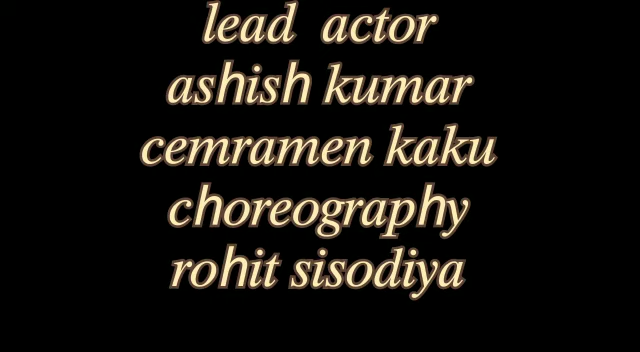 lead actor
ashish kumar
cemramen kaku
choreography
rohit sisodiya